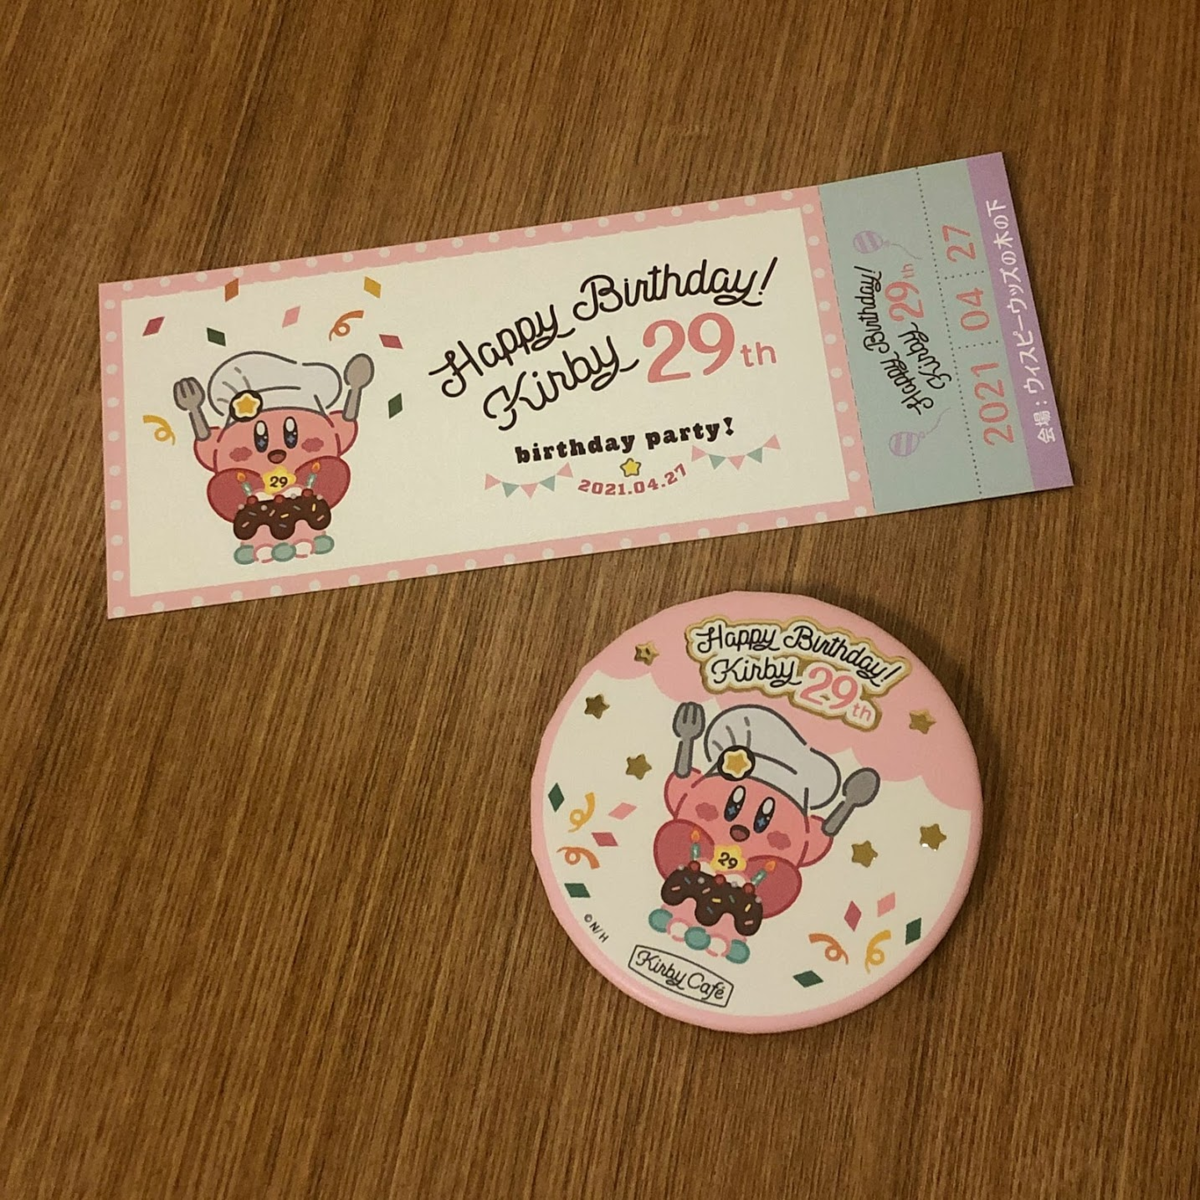 Happy Birthday!
Kirby 29th
birthday party!
2021.04.27
29
Happy Birthday!
Kirby 29th
2021 04 27
会場：ウィスピーウッズの木の下
Happy Birthday!
Kirby 29th
29
©N/H
Kirby Café